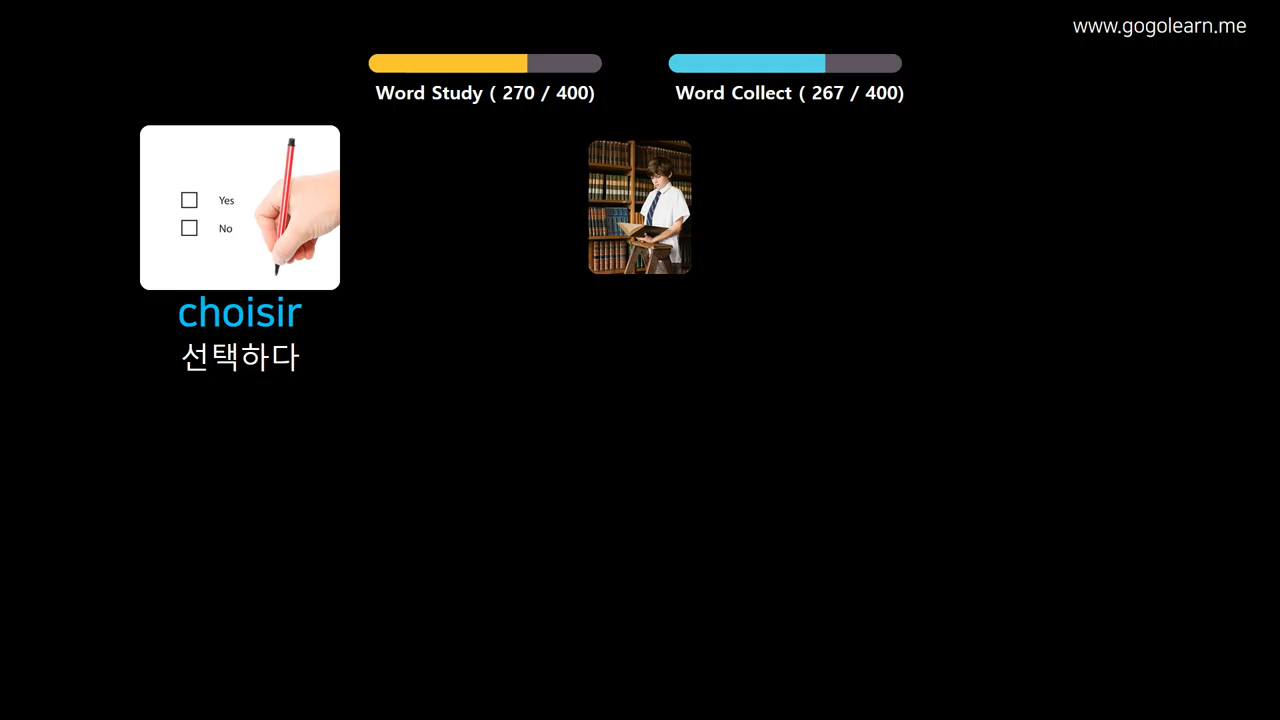 www.gogolearn.me
Word Study ( 270 / 400)
Word Collect ( 267 / 400)
Yes
No
choisir
선택하다